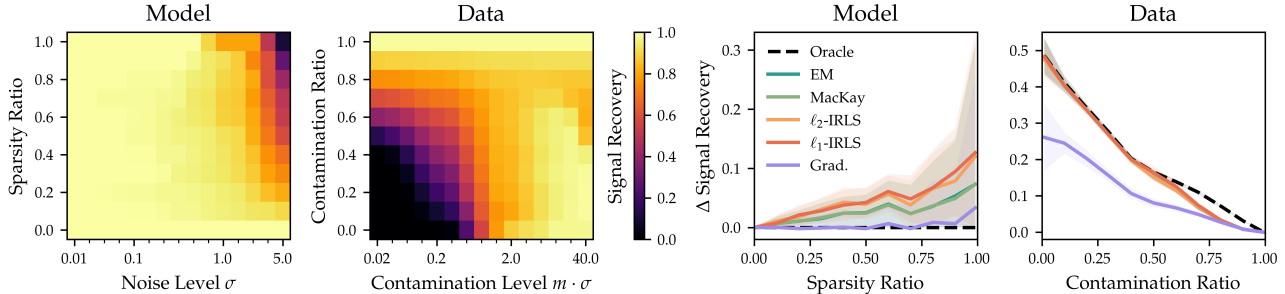 Model
Sparsity Ratio
1.0
0.8
0.6
0.4
0.2
0.0
0.01
0.1
1.0
5.0
Noise Level σ
Data
Contamination Ratio
1.0
0.8
0.6
0.4
0.2
0.0
0.02
0.2
2.0
40.0
Contamination Level m · σ
Signal Recovery
1.0
0.8
0.6
0.4
0.2
0.0
Model
Δ Signal Recovery
0.3
0.2
0.1
0.0
Oracle
EM
MacKay
ℓ2-IRLS
ℓ1-IRLS
Grad.
0.00
0.25
0.50
0.75
1.00
Sparsity Ratio
Data
0.5
0.4
0.3
0.2
0.1
0.0
0.00
0.25
0.50
0.75
1.00
Contamination Ratio